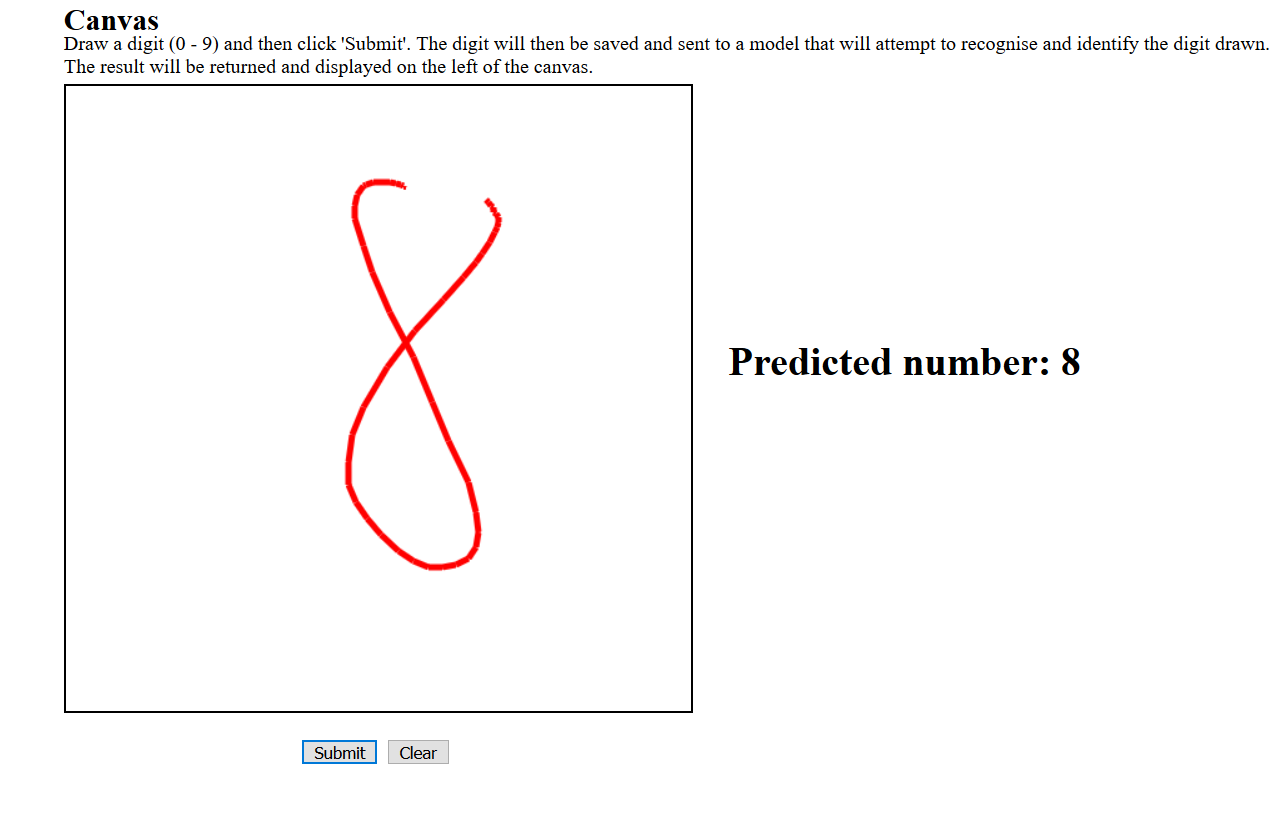 Canvas
Draw a digit (0 - 9) and then click 'Submit'. The digit will then be saved and sent to a model that will attempt to recognise and identify the digit drawn.
The result will be returned and displayed on the left of the canvas.
8
Predicted number: 8
Submit
Clear